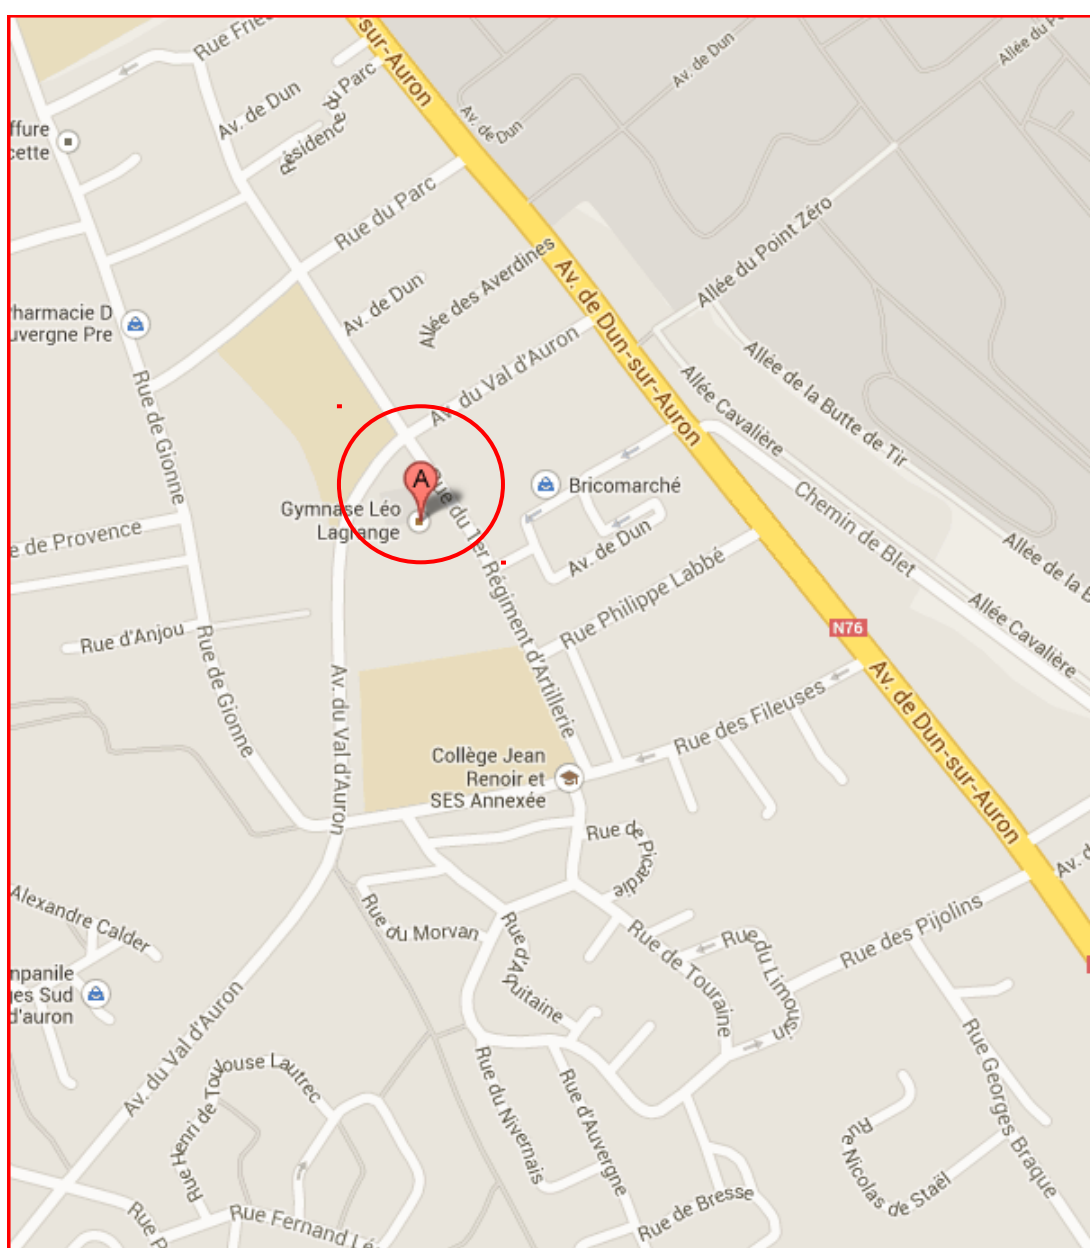 Rue Frie
sur-Auron
Av. de Dun
Allée du Po
ffure
cette
Av. de Dun
Résidence du Parc
Av. de
Dun
Rue du Parc
Allée du Point Zéro
Allée des Averdines
Av. de Dun-sur-Auron
harmacie D
uvergne Pre
Av. de Dun
Av. du Val d'Auron
Allée Cavalière
Allée de la Butte de Tir
Rue de Gionne
A
Gymnase Léo
Lagrange
Rue du 1er Régiment d'Artillerie
Bricomarché
Chemin de Blet
e de Provence
Av. de Dun
Allée de la B
Rue Philippe Labbé
Allée Cavalière
Rue d'Anjou
N76
Rue de Gionne
Av. du Val d'Auron
Av. de Dun-sur-Auron
Rue des Fileuses
Collège Jean
Renoir et
SES Annexée
Rue de Picardie
Av. d
Alexandre Calder
Rue du Morvan
Rue d'Aquitaine
Rue de Touraine
Rue du Limousin
Rue des Pijolins
npanile
ges Sud
d'auron
Av. du Val d'Auron
Rue Henri de Toulouse Lautrec
Rue du Nivernais
Rue d'Auvergne
Rue Georges Braque
Rue Nicolas de Staël
Rue de Bresse
Rue P
Rue Fernand Lé